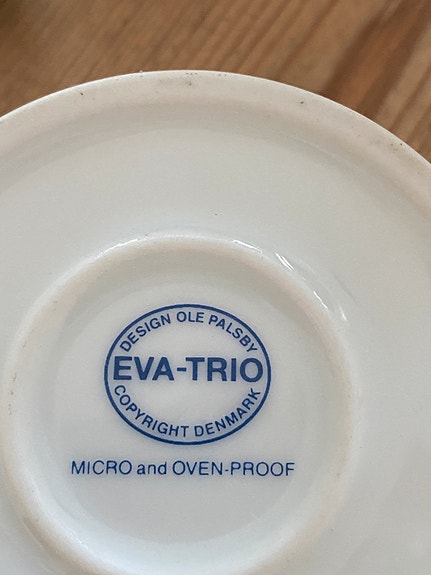 DESIGN OLE PALSBY
EVA-TRIO
COPYRIGHT DENMARK
MICRO and OVEN-PROOF